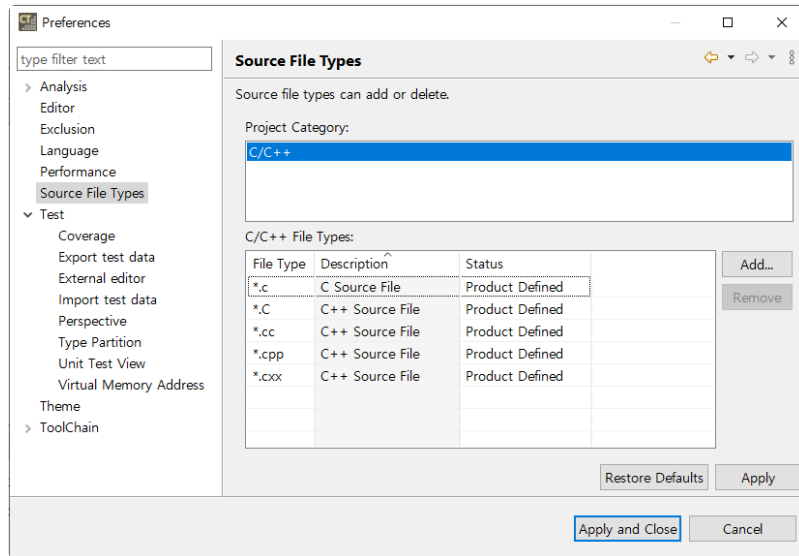 CT
Preferences
type filter text
Analysis
Editor
Exclusion
Language
Performance
Source File Types
Test
Coverage
Export test data
External editor
Import test data
Perspective
Type Partition
Unit Test View
Virtual Memory Address
Theme
ToolChain
Source File Types
Source file types can add or delete.
Project Category:
C/C++
C/C++ File Types:
File Type Description Status
*.c C Source File Product Defined
*.C C++ Source File Product Defined
*.cc C++ Source File Product Defined
*.cpp C++ Source File Product Defined
*.cxx C++ Source File Product Defined
Add...
Remove
Restore Defaults Apply
Apply and Close Cancel